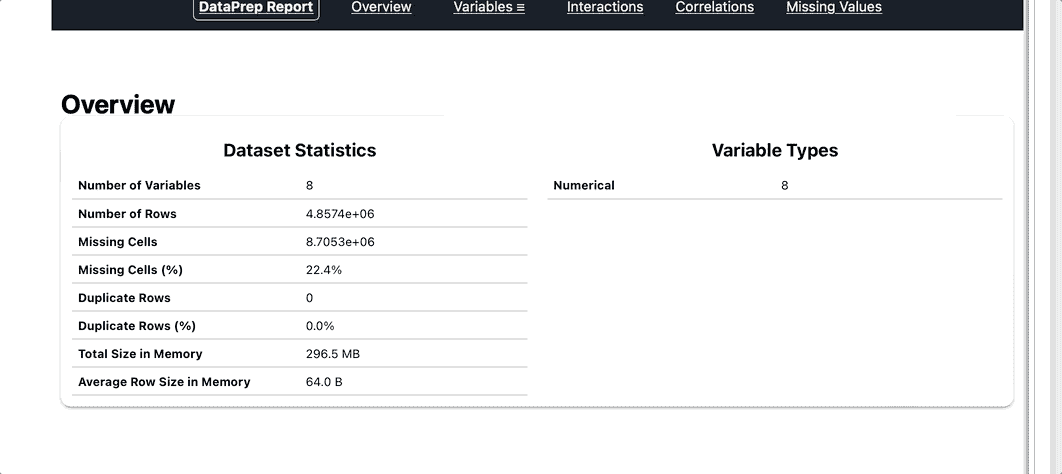 DataPrep Report Overview Variables ≡ Interactions Correlations Missing Values
Overview
Dataset Statistics
Number of Variables 8
Number of Rows 4.8574e+06
Missing Cells 8.7053e+06
Missing Cells (%) 22.4%
Duplicate Rows 0
Duplicate Rows (%) 0.0%
Total Size in Memory 296.5 MB
Average Row Size in Memory 64.0 B
Variable Types
Numerical 8